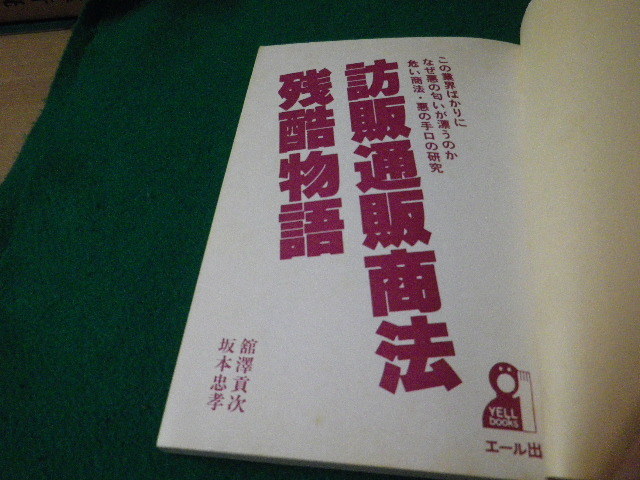 この業界ばかりに
なぜ悪の匂いが漂うのか
危い商法・悪の手口の研究
訪販通販商法
残酷物語
舘澤貢次
坂本忠孝
YELL
books
エール出